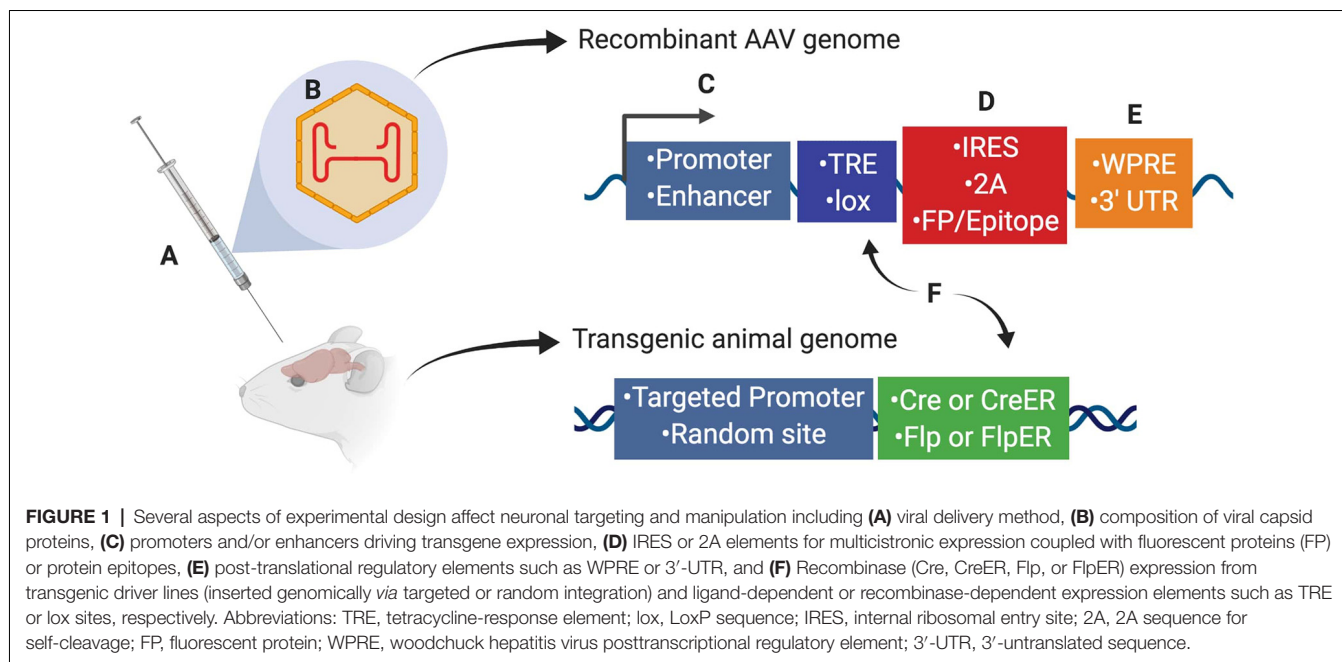 Recombinant AAV genome
B
C
D
E
•Promoter
•Enhancer
•TRE
•lox
•IRES
•2A
•FP/Epitope
•WPRE
•3' UTR
A
F
Transgenic animal genome
•Targeted Promoter
•Random site
•Cre or CreER
•Flp or FlpER
FIGURE 1 | Several aspects of experimental design affect neuronal targeting and manipulation including (A) viral delivery method, (B) composition of viral capsid
proteins, (C) promoters and/or enhancers driving transgene expression, (D) IRES or 2A elements for multicistronic expression coupled with fluorescent proteins (FP)
or protein epitopes, (E) post-translational regulatory elements such as WPRE or 3′-UTR, and (F) Recombinase (Cre, CreER, Flp, or FlpER) expression from
transgenic driver lines (inserted genomically via targeted or random integration) and ligand-dependent or recombinase-dependent expression elements such as TRE
or lox sites, respectively. Abbreviations: TRE, tetracycline-response element; lox, LoxP sequence; IRES, internal ribosomal entry site; 2A, 2A sequence for
self-cleavage; FP, fluorescent protein; WPRE, woodchuck hepatitis virus posttranscriptional regulatory element; 3′-UTR, 3′-untranslated sequence.